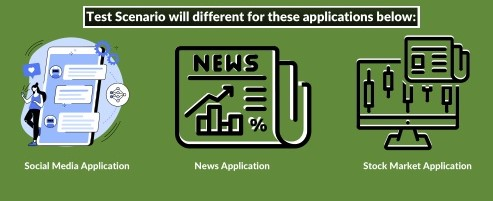 Test Scenario will different for these applications below:
NEWS
%
Social Media Application
News Application
Stock Market Application